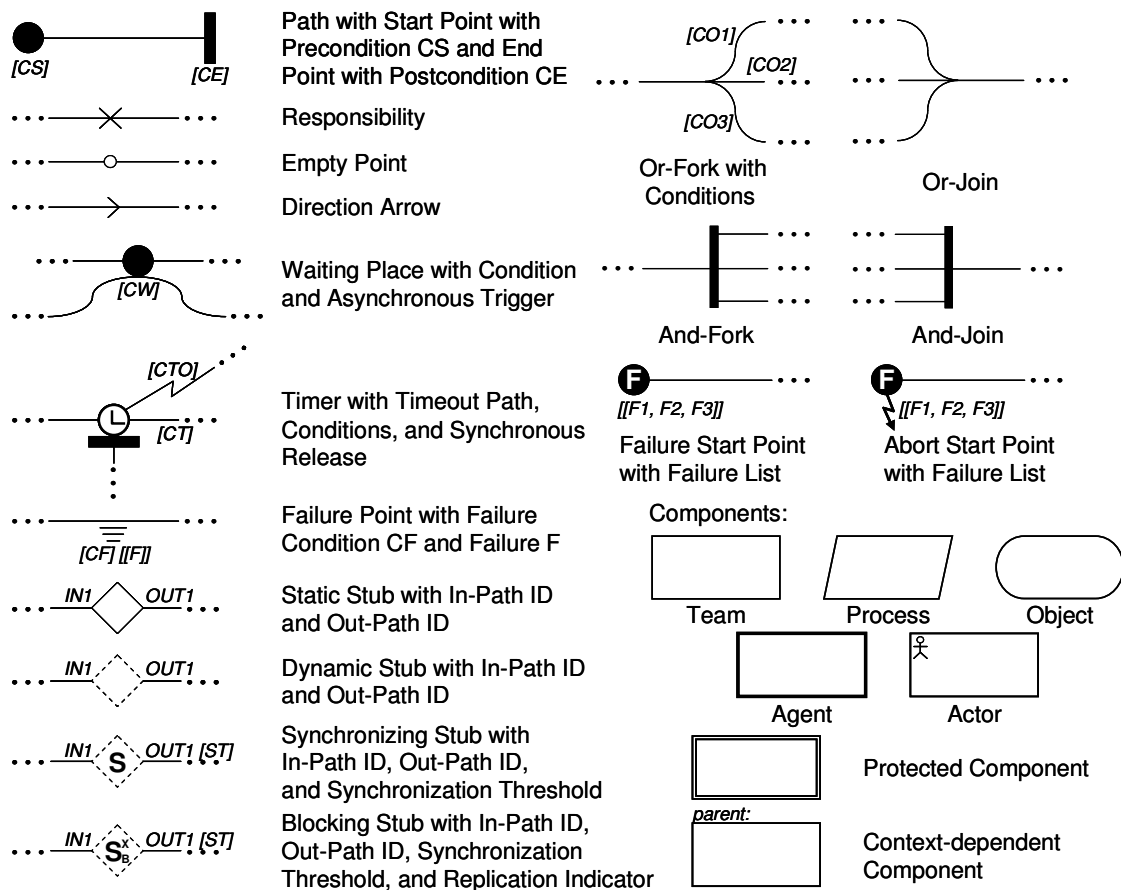 [CS]
[CE]
Path with Start Point with
Precondition CS and End
Point with Postcondition CE
Responsibility
Empty Point
Direction Arrow
[CW]
Waiting Place with Condition
and Asynchronous Trigger
[CTO]
[CT]
Timer with Timeout Path,
Conditions, and Synchronous
Release
[CF] [[F]]
Failure Point with Failure
Condition CF and Failure F
IN1 OUT1
Static Stub with In-Path ID
and Out-Path ID
IN1 OUT1
Dynamic Stub with In-Path ID
and Out-Path ID
IN1 S OUT1 [ST]
Synchronizing Stub with
In-Path ID, Out-Path ID,
and Synchronization Threshold
IN1 S X B OUT1 [ST]
Blocking Stub with In-Path ID,
Out-Path ID, Synchronization
Threshold, and Replication Indicator
[CO1]
[CO2]
[CO3]
Or-Fork with
Conditions
Or-Join
And-Fork
And-Join
F
[[F1, F2, F3]]
Failure Start Point
with Failure List
F
[[F1, F2, F3]]
Abort Start Point
with Failure List
Components:
Team
Process
Object
Agent
Actor
Protected Component
parent:
Context-dependent
Component